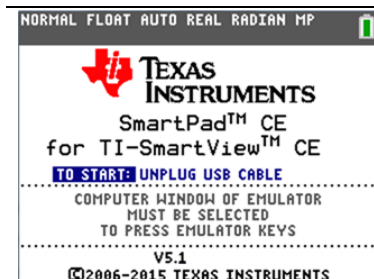 NORMAL FLOAT AUTO REAL RADIAN MP
TEXAS
INSTRUMENTS
SmartPad™ CE
for TI-SmartView™ CE
TO START: UNPLUG USB CABLE
COMPUTER WINDOW OF EMULATOR
MUST BE SELECTED
TO PRESS EMULATOR KEYS
V5.1
©2006-2015 TEXAS INSTRUMENTS